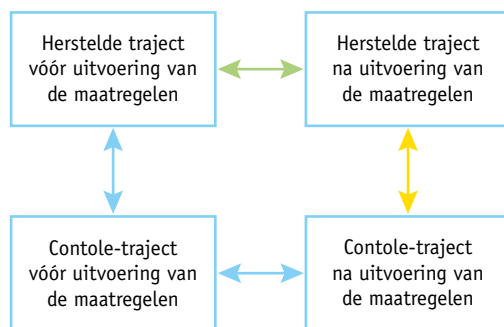 Herstelde traject
vóór uitvoering van
de maatregelen
Herstelde traject
na uitvoering van
de maatregelen
Contole-traject
vóór uitvoering van
de maatregelen
Contole-traject
na uitvoering van
de maatregelen